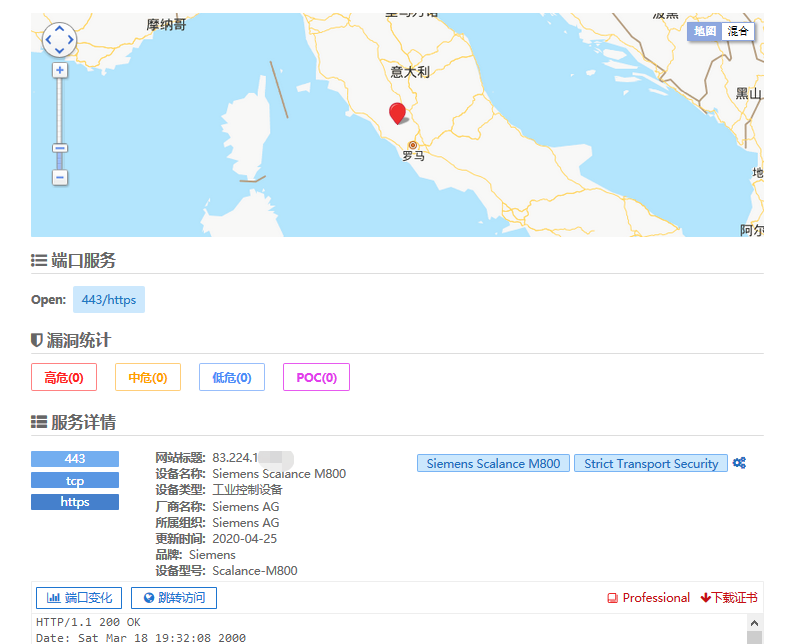 摩纳哥
地图 混合
意大利
黑山
罗马
端口服务
Open: 443/https
漏洞统计
高危(0) 中危(0) 低危(0) POC(0)
服务详情
443
tcp
https
网站标题: 83.224.1
设备名称: Siemens Scalance M800
设备类型: 工业控制设备
厂商名称: Siemens AG
所属组织: Siemens AG
更新时间: 2020-04-25
品牌: Siemens
设备型号: Scalance-M800
Siemens Scalance M800 Strict Transport Security
端口变化 跳转访问 Professional 下载证书
HTTP/1.1 200 OK
Date: Sat Mar 18 19:32:08 2000